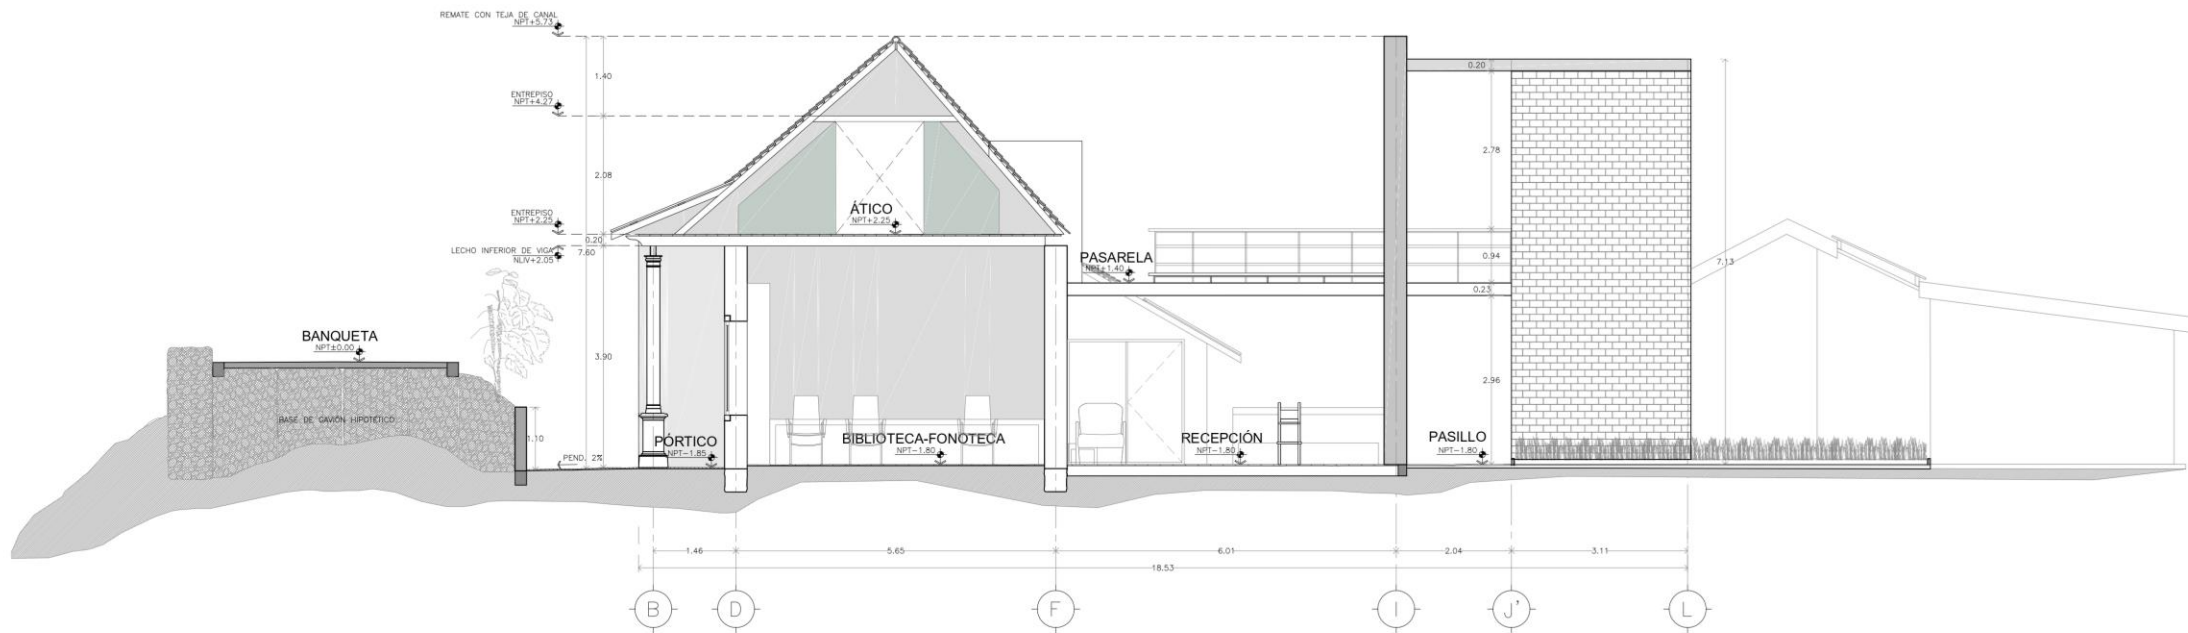 REMATE CON TEJA DE CANAL
NPT+5.73
1.40
ENTREPISO
NPT+4.27
2.08
ENTREPISO
NPT+2.25
0.20
LECHO INFERIOR DE VIGA
NLIV+2.05
7.60
ÁTICO
NPT+2.25
0.20
2.78
PASARELA
NPT+1.40
0.94
7.13
0.23
BANQUETA
NPT±0.00
3.90
2.96
BASE DE GAVIÓN HIPOTÉTICO
1.10
PEND. 2%
PÓRTICO
NPT-1.85
BIBLIOTECA-FONOTECA
NPT-1.80
RECEPCIÓN
NPT-1.80
PASILLO
NPT-1.80
1.46
5.65
6.01
2.04
3.11
18.53
B
D
F
I
J'
L